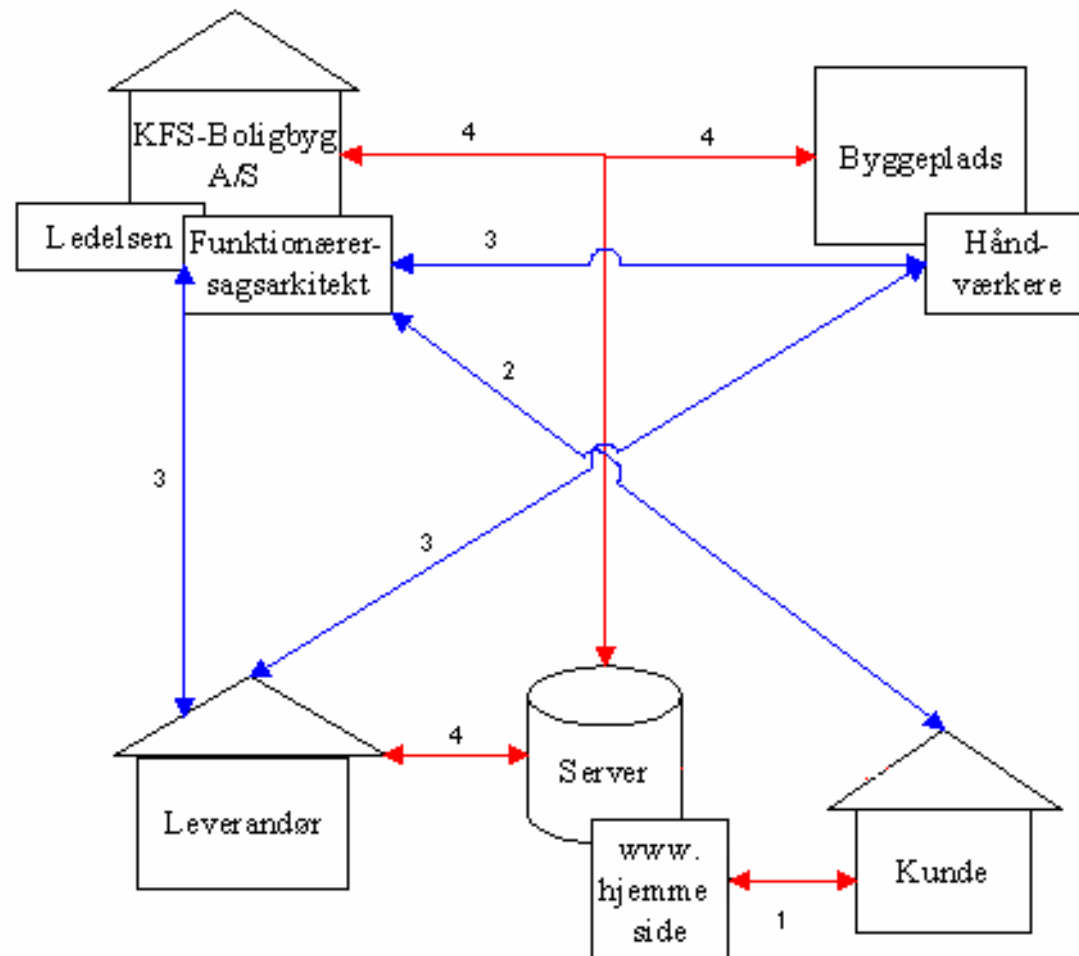 KFS-Boligbyg
A/S
4
4
Byggeplads
Ledelsen
Funktionærer-
sagsarkitekt
3
Hånd-
værkere
2
3
3
4
Server
Leverandør
www.
hjemme
side
1
Kunde